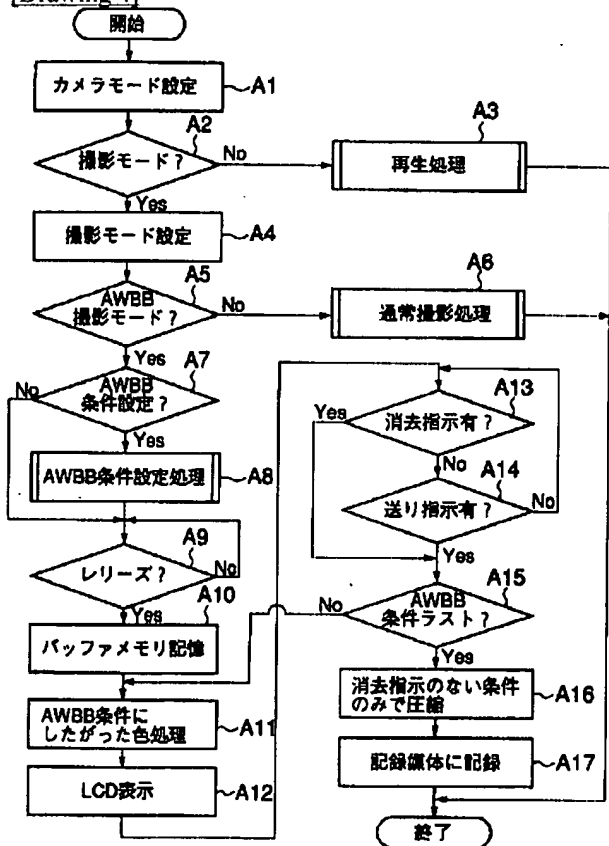 開始
カメラモード設定
A1
A2
撮影モード？
No
Yes
A3
再生処理
撮影モード設定
A4
A5
AWBB
撮影モード？
No
Yes
A6
通常撮影処理
A7
AWBB
条件設定？
No
Yes
AWBB条件設定処理
A8
A9
レリーズ？
No
Yes
A10
バッファメモリ記憶
AWBB条件に
したがった色処理
A11
LCD表示
A12
A13
消去指示有？
Yes
No
A14
送り指示有？
No
Yes
A15
AWBB
条件ラスト？
No
Yes
消去指示のない条件
のみで圧縮
A16
記録媒体に記録
A17
終了